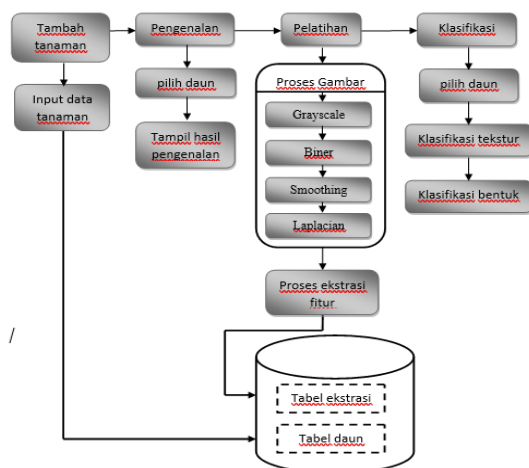 Tambah
tanaman
Pengenalan
Pelatihan
Klasifikasi
Input data
tanaman
pilih daun
Tampil hasil
pengenalan
Proses Gambar
Grayscale
Biner
Smoothing
Laplacian
pilih daun
Klasifikasi tekstur
Klasifikasi bentuk
Proses ekstrasi
fitur
/
Tabel ekstrasi
Tabel daun